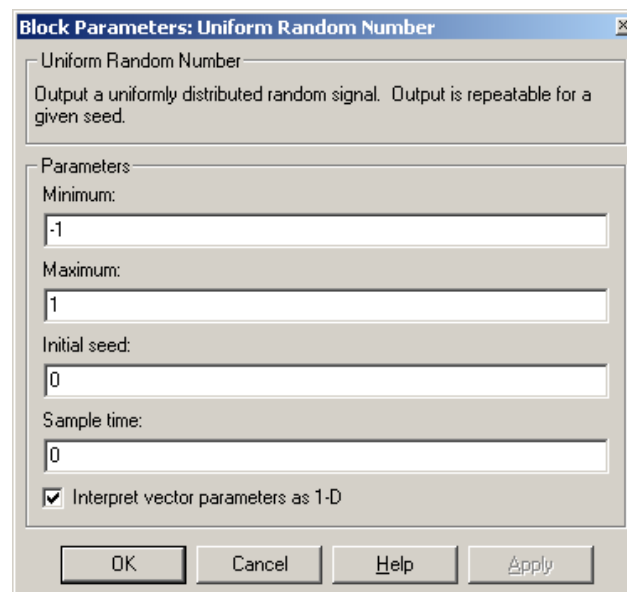 Block Parameters: Uniform Random Number
Uniform Random Number
Output a uniformly distributed random signal.  Output is repeatable for a
given seed.
Parameters
Minimum:
-1
Maximum:
1
Initial seed:
0
Sample time:
0
Interpret vector parameters as 1-D
OK Cancel Help Apply